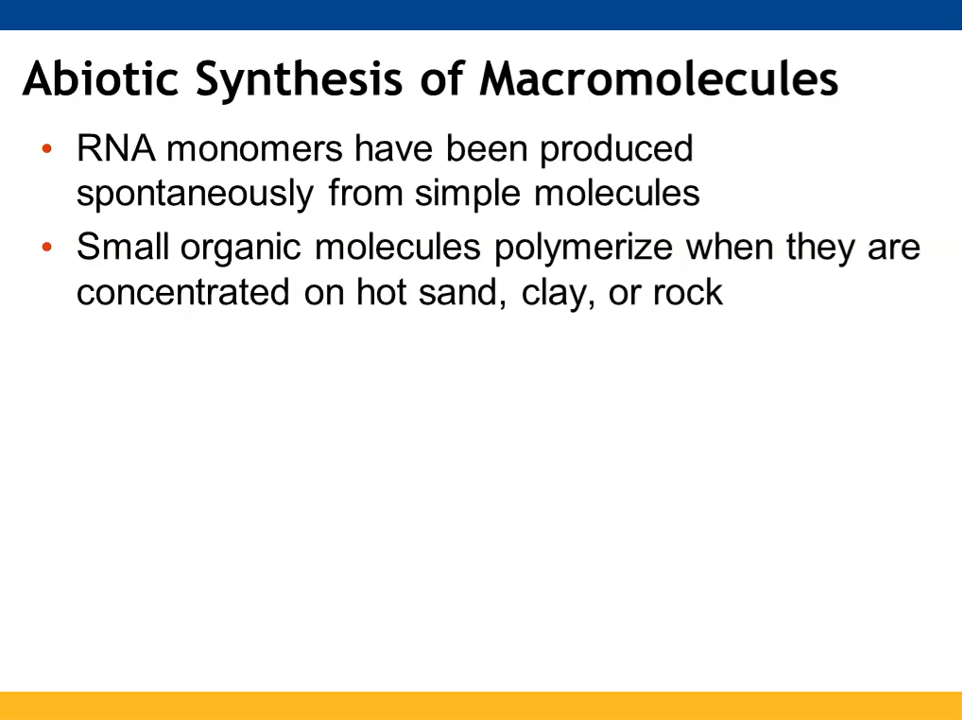 Abiotic Synthesis of Macromolecules
• RNA monomers have been produced
spontaneously from simple molecules
• Small organic molecules polymerize when they are
concentrated on hot sand, clay, or rock